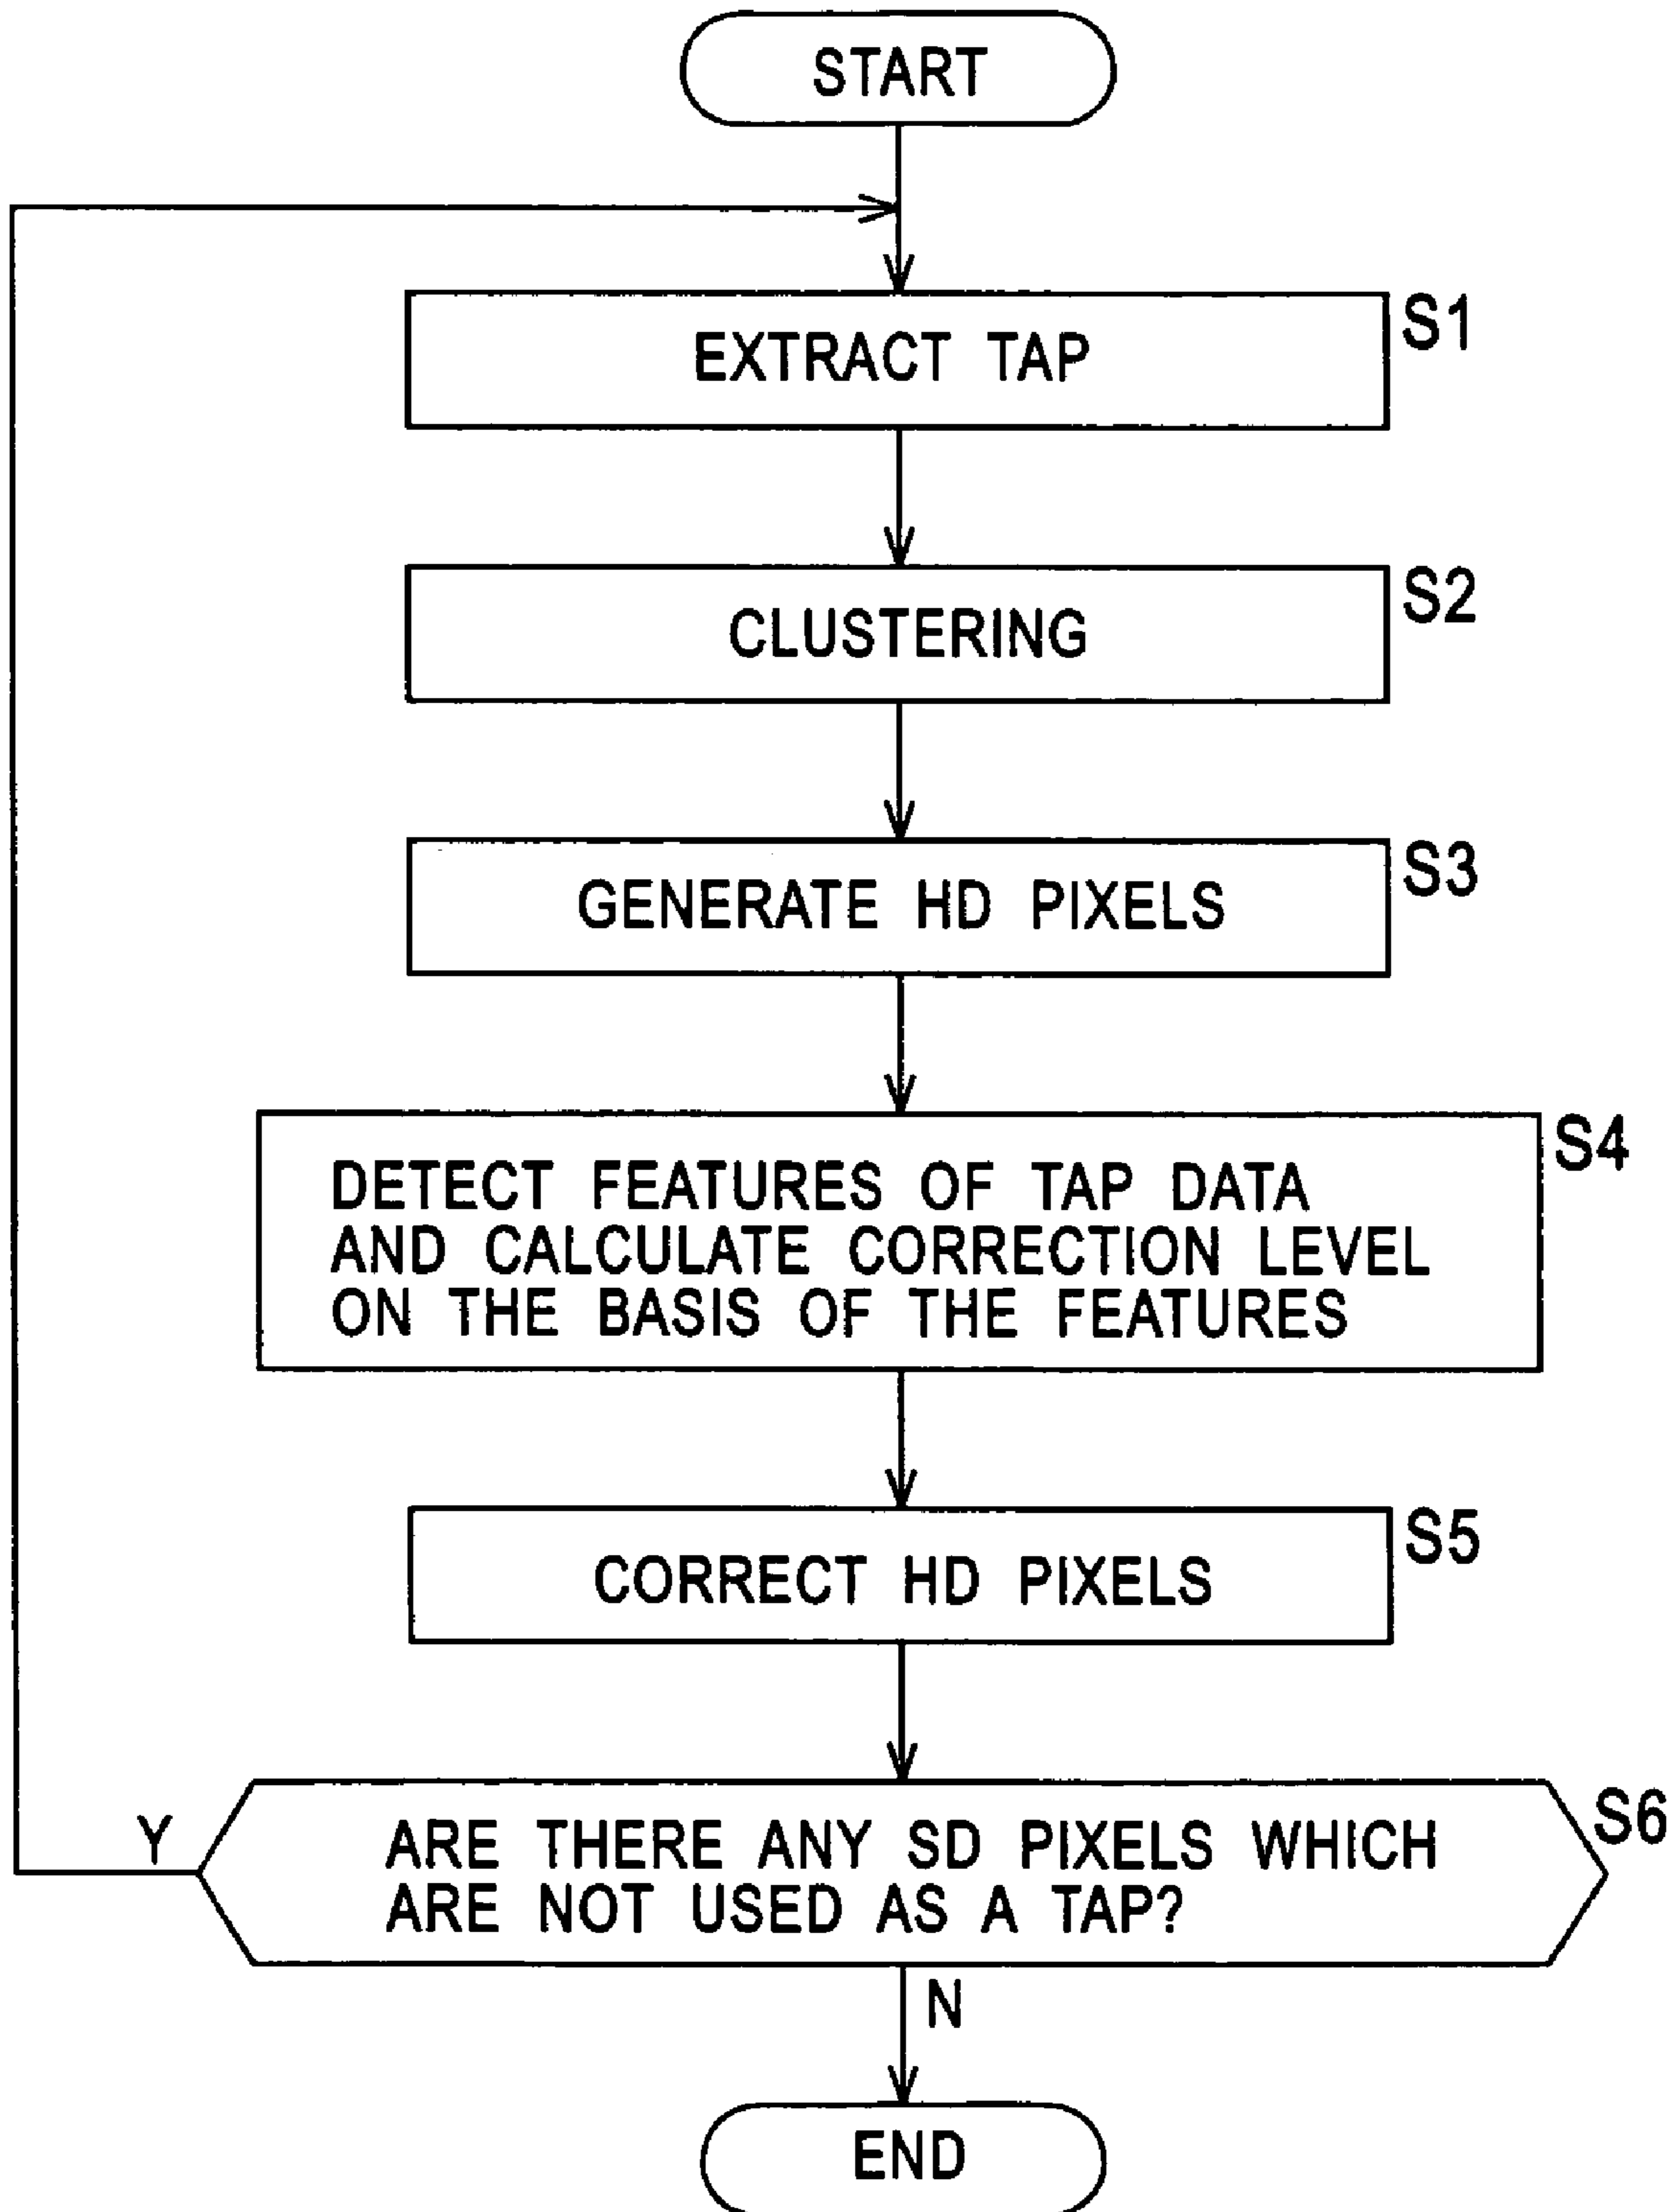 START
EXTRACT TAP
S1
CLUSTERING
S2
GENERATE HD PIXELS
S3
DETECT FEATURES OF TAP DATA
AND CALCULATE CORRECTION LEVEL
ON THE BASIS OF THE FEATURES
S4
CORRECT HD PIXELS
S5
Y
ARE THERE ANY SD PIXELS WHICH
ARE NOT USED AS A TAP?
S6
N
END